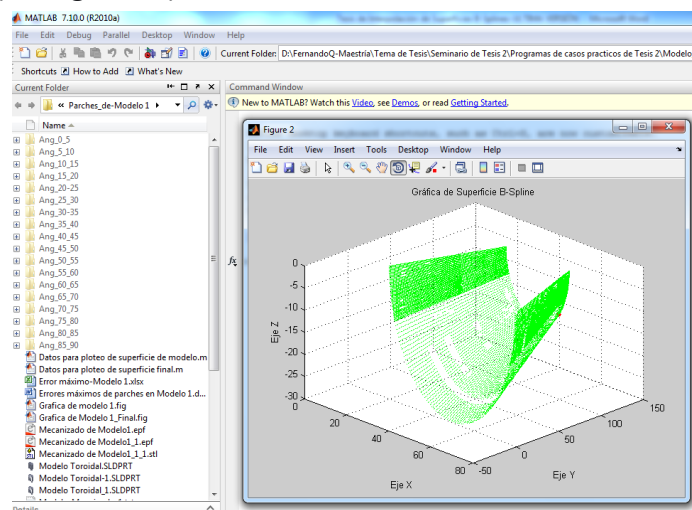 MATLAB 7.10.0 (R2010a)
File Edit Debug Parallel Desktop Window Help
Current Folder: D:\FernandoQ-Maestría\Tema de Tesis\Seminario de Tesis 2\Programas de casos practicos de Tesis 2\Modelo
Shortcuts How to Add What's New
Current Folder
Command Window
« Parches_de-Modelo 1
New to MATLAB? Watch this Video, see Demos, or read Getting Started.
Name
Ang_0_5
Ang_5_10
Ang_10_15
Ang_15_20
Ang_20-25
Ang_25_30
Ang_30-35
Ang_35_40
Ang_40_45
Ang_45_50
Ang_50_55
Ang_55_60
Ang_60_65
Ang_65_70
Ang_70_75
Ang_75_80
Ang_80_85
Ang_85_90
Datos para ploteo de superficie de modelo.m
Datos para ploteo de superficie final.m
Error máximo-Modelo 1.xlsx
Errores máximos de parches en Modelo 1.d...
Grafica de modelo 1.fig
Grafica de Modelo 1_Final.fig
Mecanizado de Modelo1.epf
Mecanizado de Modelo1_1.epf
Mecanizado de Modelo1_1_1.stl
Modelo Toroidal.SLDPRT
Modelo Toroidal-1.SLDPRT
Modelo Toroidal_1.SLDPRT
Details
fx
Figure 2
File Edit View Insert Tools Desktop Window Help
Gráfica de Superficie B-Spline
0
-5
-10
-15
-20
-25
-30
Eje Z
0
20
40
60
80
Eje X
-50
0
50
100
150
Eje Y